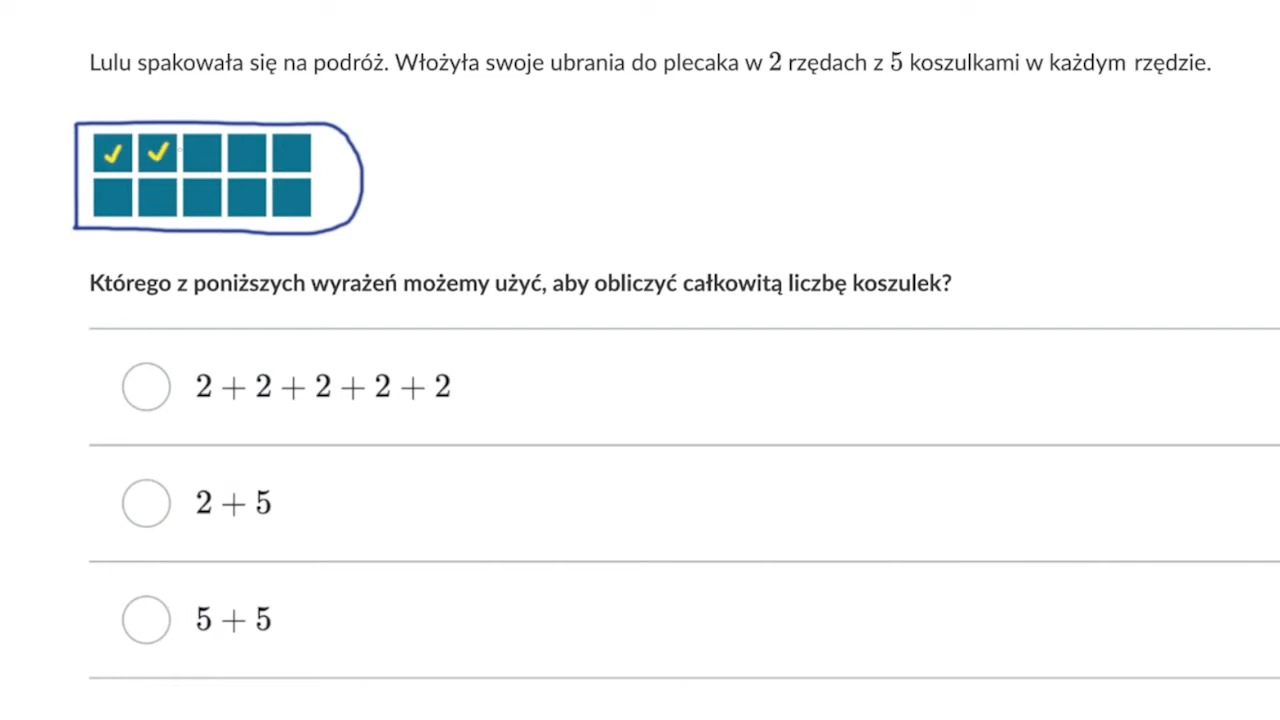 Lulu spakowała się na podróż. Włożyła swoje ubrania do plecaka w 2 rzędach z 5 koszulkami w każdym rzędzie.
Którego z poniższych wyrażeń możemy użyć, aby obliczyć całkowitą liczbę koszulek?
2 + 2 + 2 + 2 + 2
2 + 5
5 + 5